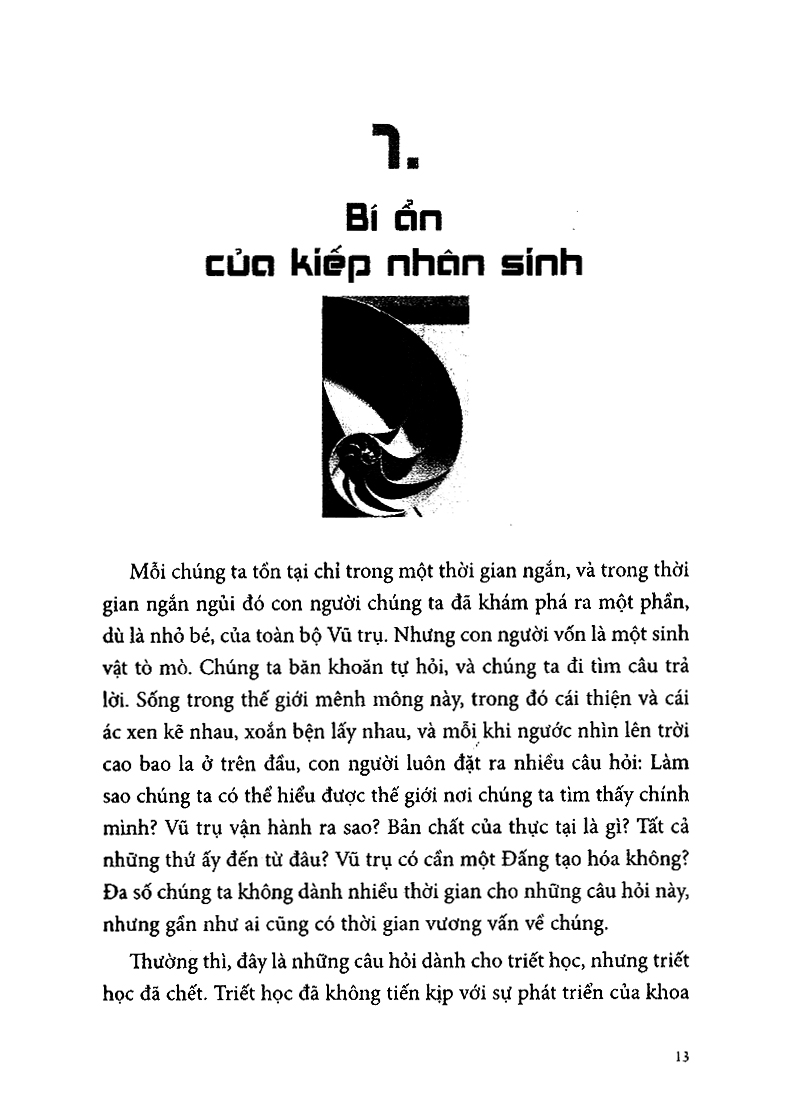 1.
Bí ẩn
của kiếp nhân sinh
Mỗi chúng ta tồn tại chỉ trong một thời gian ngắn, và trong thời
gian ngắn ngủi đó con người chúng ta đã khám phá ra một phần,
dù là nhỏ bé, của toàn bộ Vũ trụ. Nhưng con người vốn là một sinh
vật tò mò. Chúng ta băn khoăn tự hỏi, và chúng ta đi tìm câu trả
lời. Sống trong thế giới mênh mông này, trong đó cái thiện và cái
ác xen kẽ nhau, xoắn bện lấy nhau, và mỗi khi ngước nhìn lên trời
cao bao la ở trên đầu, con người luôn đặt ra nhiều câu hỏi: Làm
sao chúng ta có thể hiểu được thế giới nơi chúng ta tìm thấy chính
mình? Vũ trụ vận hành ra sao? Bản chất của thực tại là gì? Tất cả
những thứ ấy đến từ đâu? Vũ trụ có cần một Đấng tạo hóa không?
Đa số chúng ta không dành nhiều thời gian cho những câu hỏi này,
nhưng gần như ai cũng có thời gian vương vấn về chúng.
Thường thì, đây là những câu hỏi dành cho triết học, nhưng triết
học đã chết. Triết học đã không tiến kịp với sự phát triển của khoa
13